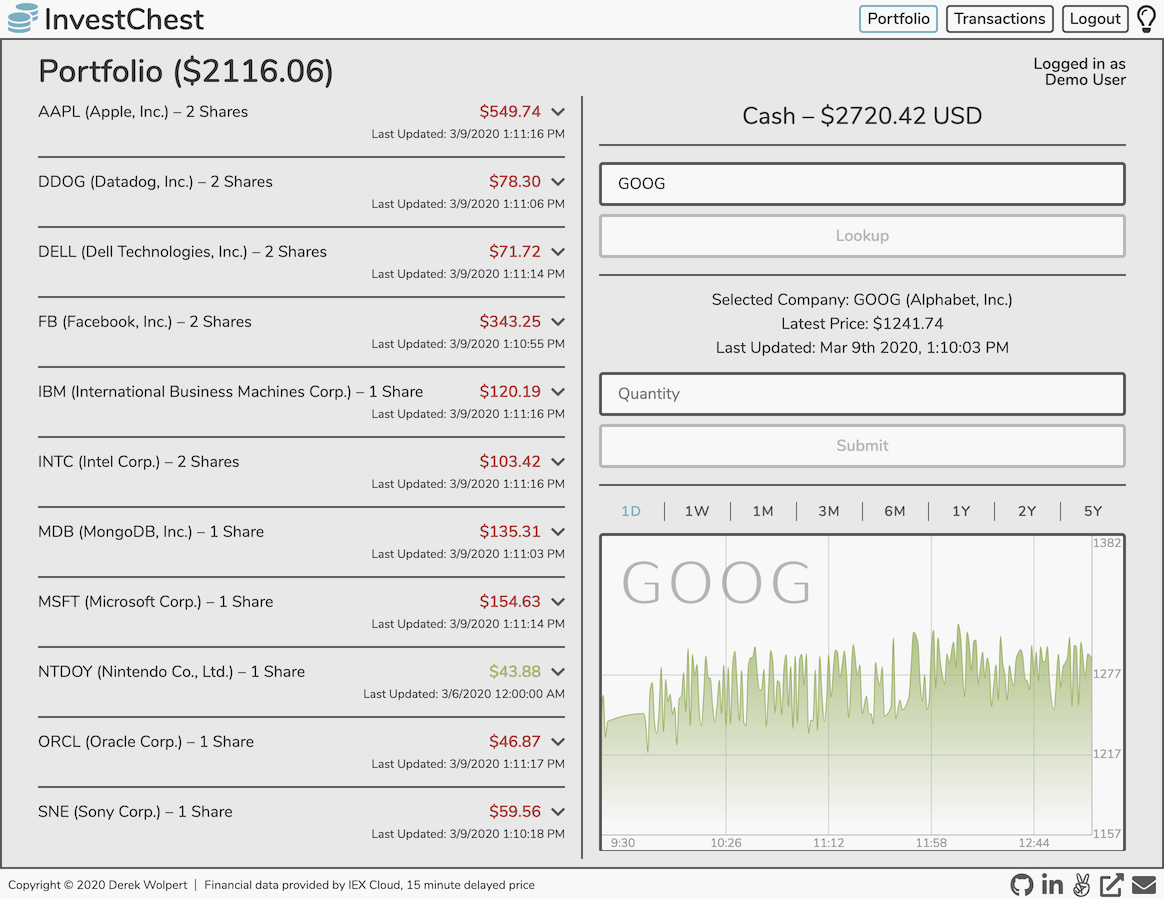 InvestChest
Portfolio
Transactions
Logout
Portfolio ($2116.06)
Logged in as
Demo User
AAPL (Apple, Inc.) – 2 Shares $549.74
Last Updated: 3/9/2020 1:11:16 PM
DDOG (Datadog, Inc.) – 2 Shares $78.30
Last Updated: 3/9/2020 1:11:06 PM
DELL (Dell Technologies, Inc.) – 2 Shares $71.72
Last Updated: 3/9/2020 1:11:14 PM
FB (Facebook, Inc.) – 2 Shares $343.25
Last Updated: 3/9/2020 1:10:55 PM
IBM (International Business Machines Corp.) – 1 Share $120.19
Last Updated: 3/9/2020 1:11:16 PM
INTC (Intel Corp.) – 2 Shares $103.42
Last Updated: 3/9/2020 1:11:16 PM
MDB (MongoDB, Inc.) – 1 Share $135.31
Last Updated: 3/9/2020 1:11:03 PM
MSFT (Microsoft Corp.) – 1 Share $154.63
Last Updated: 3/9/2020 1:11:14 PM
NTDOY (Nintendo Co., Ltd.) – 1 Share $43.88
Last Updated: 3/6/2020 12:00:00 AM
ORCL (Oracle Corp.) – 1 Share $46.87
Last Updated: 3/9/2020 1:11:17 PM
SNE (Sony Corp.) – 1 Share $59.56
Last Updated: 3/9/2020 1:10:18 PM
Cash – $2720.42 USD
GOOG
Lookup
Selected Company: GOOG (Alphabet, Inc.)
Latest Price: $1241.74
Last Updated: Mar 9th 2020, 1:10:03 PM
Quantity
Submit
1D 1W 1M 3M 6M 1Y 2Y 5Y
GOOG
1382
1277
1217
1157
9:30 10:26 11:12 11:58 12:44
Copyright © 2020 Derek Wolpert | Financial data provided by IEX Cloud, 15 minute delayed price